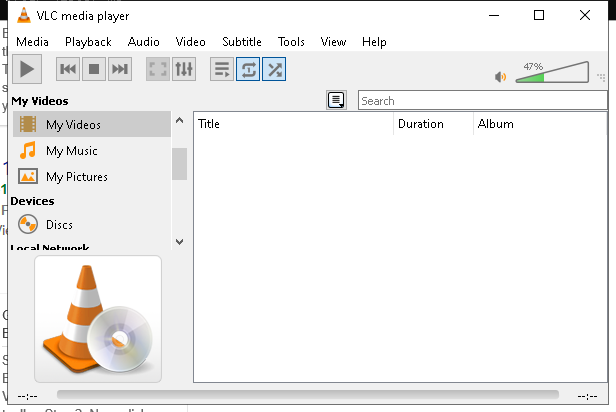 VLC media player
Media Playback Audio Video Subtitle Tools View Help
47%
My Videos
Search
My Videos
My Music
My Pictures
Devices
Discs
Local Network
Title Duration Album
--:-- --:--